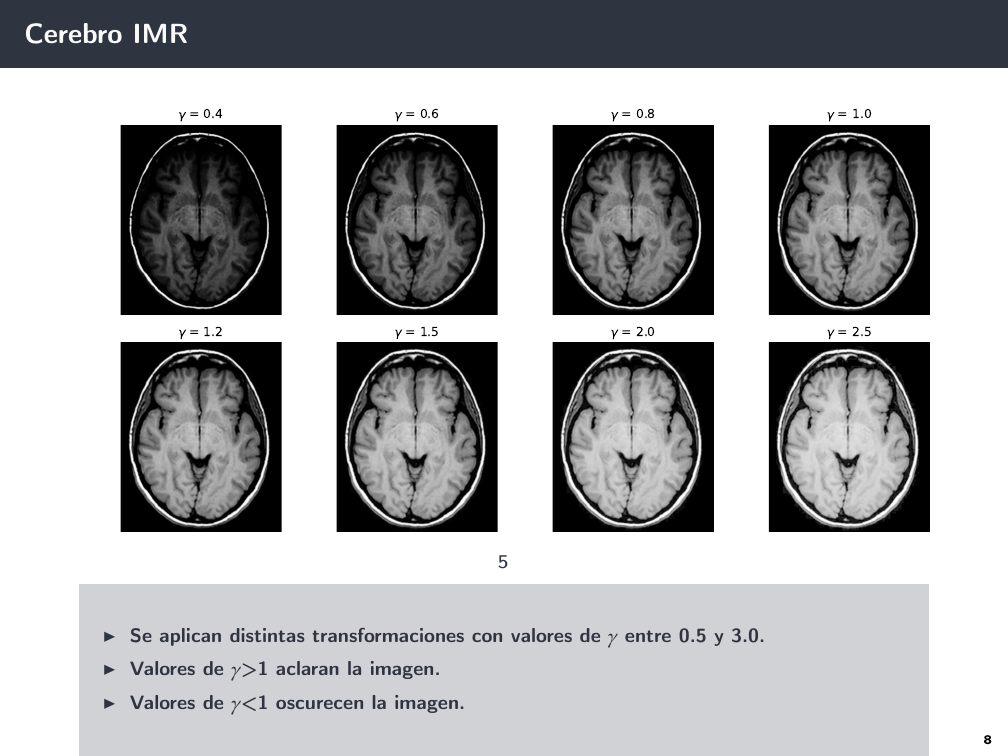 Cerebro IMR
γ = 0.4
γ = 0.6
γ = 0.8
γ = 1.0
γ = 1.2
γ = 1.5
γ = 2.0
γ = 2.5
5
▶ Se aplican distintas transformaciones con valores de γ entre 0.5 y 3.0.
▶ Valores de γ>1 aclaran la imagen.
▶ Valores de γ<1 oscurecen la imagen.
8